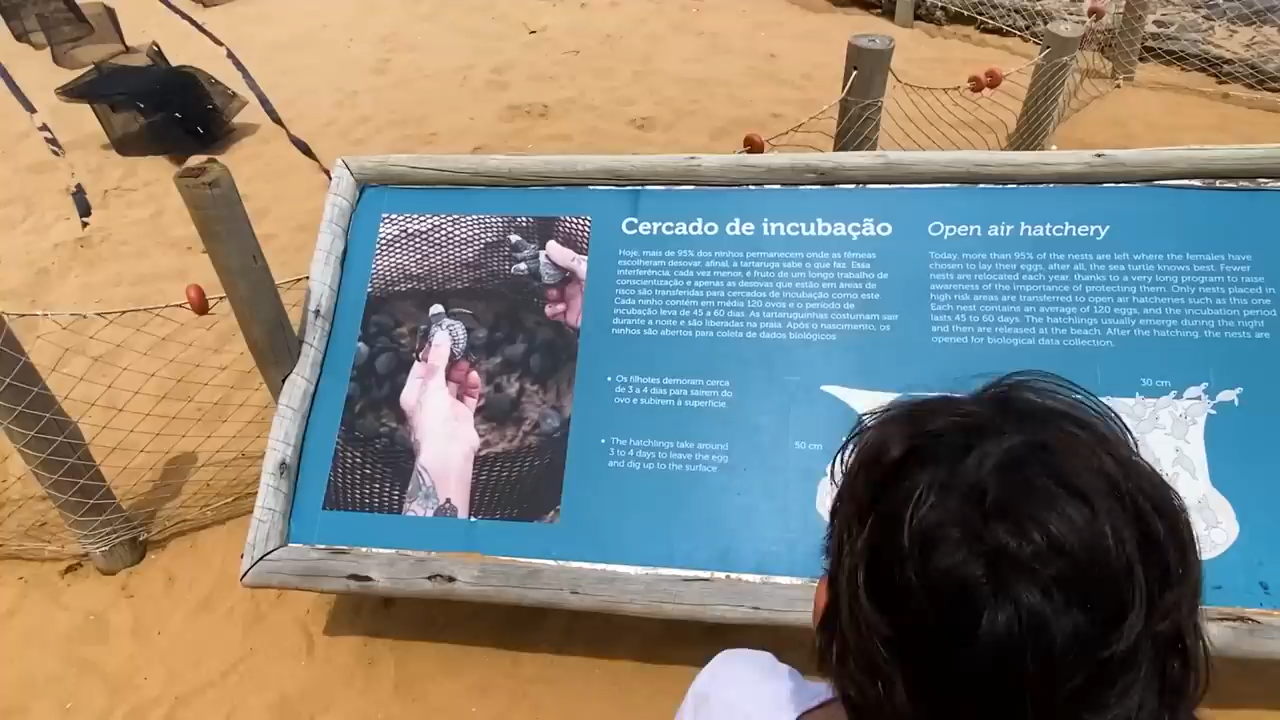 Cercado de incubação
Hoje, mais de 95% dos ninhos permanecem onde as fêmeas
escolheram desovar, afinal, a tartaruga sabe o que faz. Essa
interferência, cada vez menor, é fruto de um longo trabalho de
conscientização e apenas as desovas que estão em áreas de
risco são transferidas para cercados de incubação como este.
Cada ninho contém em média 120 ovos e o período de
incubação leva de 45 a 60 dias. As tartaruguinhas costumam sair
durante a noite e são liberadas na praia. Após o nascimento, os
ninhos são abertos para coleta de dados biológicos.
Open air hatchery
Today, more than 95% of the nests are left where the females have
chosen to lay their eggs, after all, the sea turtle knows best. Fewer
nests are relocated each year, thanks to a very long program to raise
awareness of the importance of protecting them. Only nests placed in
high risk areas are transferred to open air hatcheries such as this one.
Each nest contains an average of 120 eggs, and the incubation period
lasts 45 to 60 days. The hatchlings usually emerge during the night
and then are released at the beach. After the hatching, the nests are
opened for biological data collection.
• Os filhotes demoram cerca
de 3 a 4 dias para saírem do
ovo e subirem à superfície.
• The hatchlings take around
3 to 4 days to leave the egg
and dig up to the surface
50 cm
30 cm